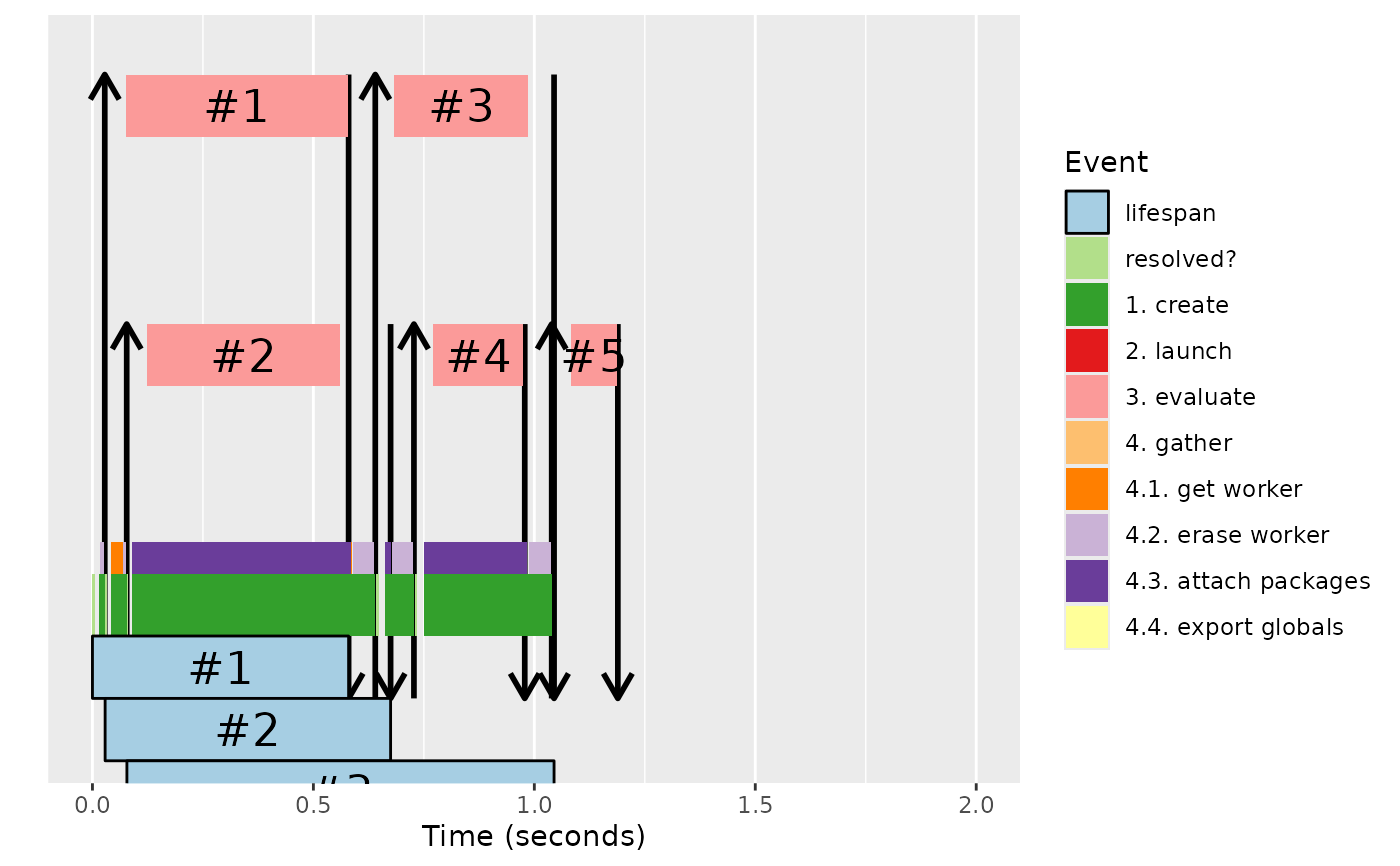 #1
#3
#2
#4
#5
#1
#2
0.0
0.5
1.0
1.5
2.0
Time (seconds)
Event
lifespan
resolved?
1. create
2. launch
3. evaluate
4. gather
4.1. get worker
4.2. erase worker
4.3. attach packages
4.4. export globals